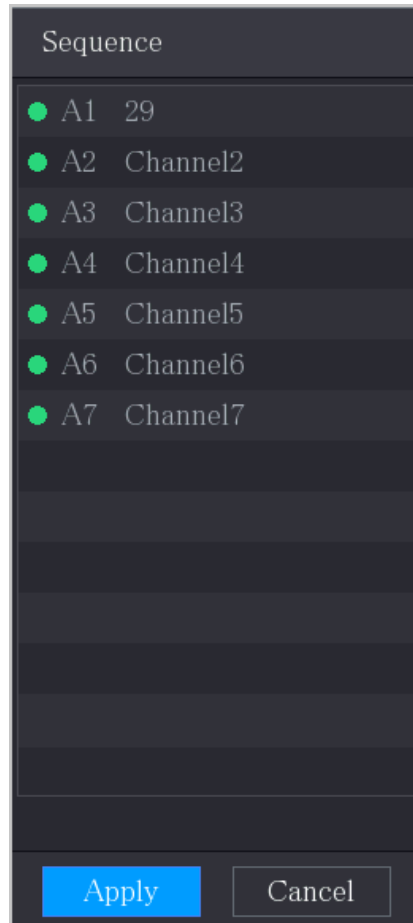 Sequence
A1 29
A2 Channel2
A3 Channel3
A4 Channel4
A5 Channel5
A6 Channel6
A7 Channel7
Apply Cancel